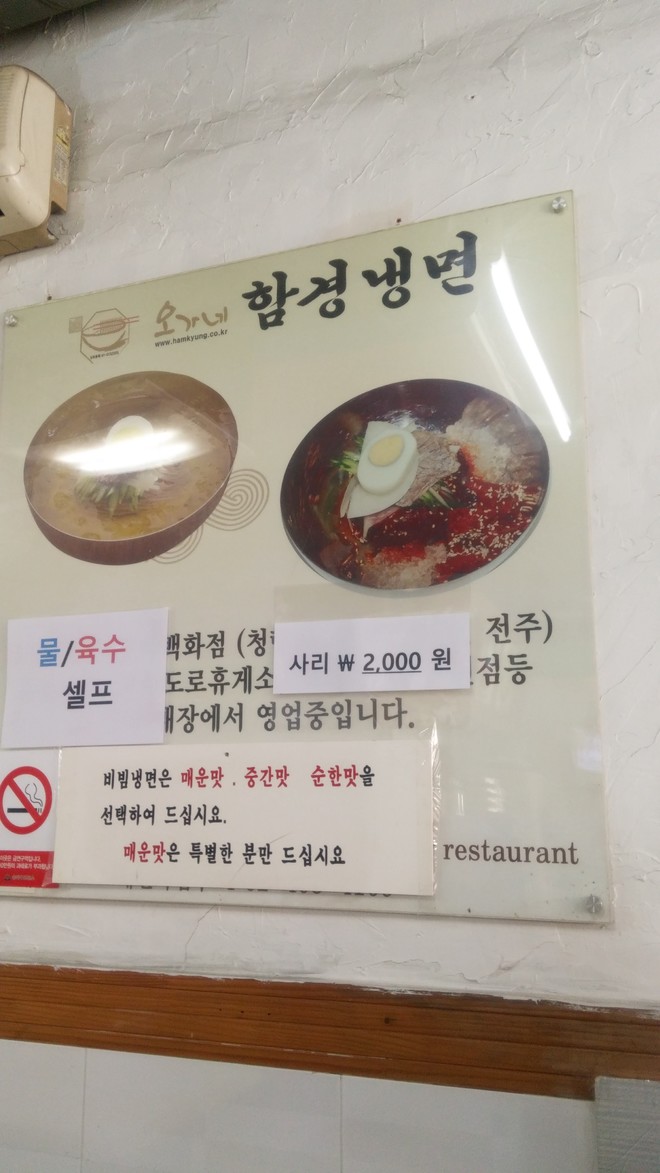 오가네 함경냉면
www.hamkyung.co.kr
물/육수
셀프
백화점 (청
전주)
사리 ₩ 2,000 원
도로휴게소
점등
매장에서 영업중입니다.
비빔냉면은 매운맛 . 중간맛 순한맛을
선택하여 드십시요.
매운맛은 특별한 분만 드십시요
restaurant